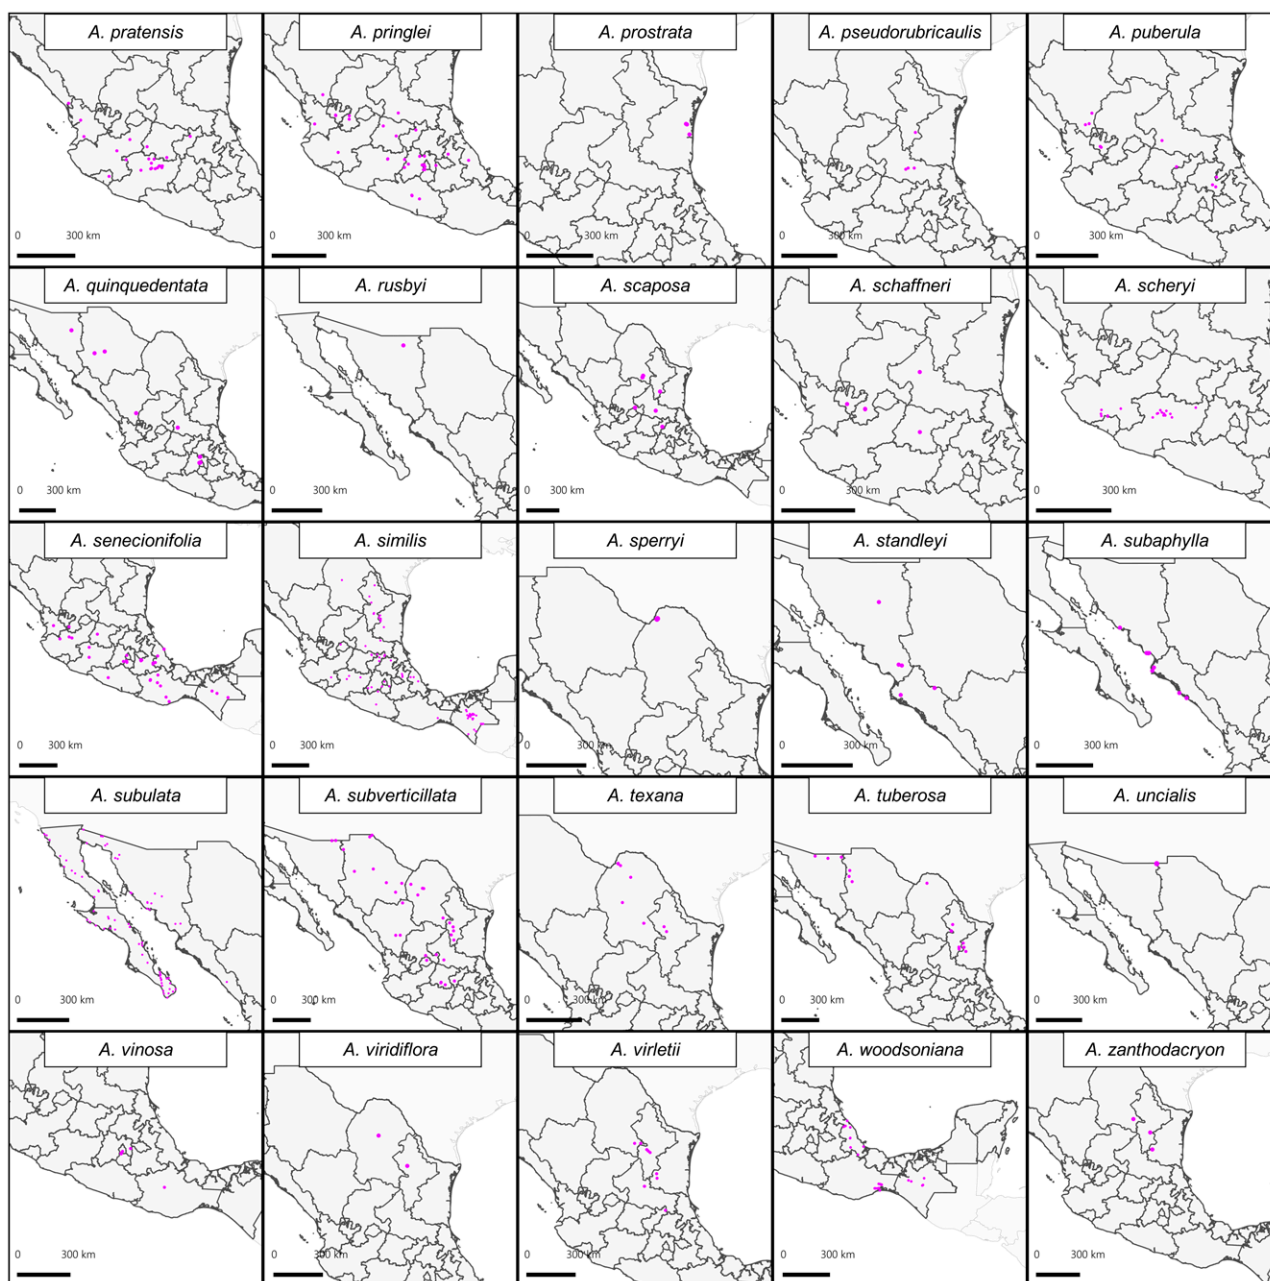 A. pratensis
A. pringlei
A. prostrata
A. pseudorubricaulis
A. puberula
0 300 km
0 300 km
0 300 km
0 300 km
0 300 km
A. quinquedentata
A. rusbyi
A. scaposa
A. schaffneri
A. scheryi
0 300 km
0 300 km
0 300 km
0 300 km
0 300 km
A. senecionifolia
A. similis
A. sperryi
A. standleyi
A. subaphylla
0 300 km
0 300 km
0 300 km
0 300 km
0 300 km
A. subulata
A. subverticillata
A. texana
A. tuberosa
A. uncialis
0 300 km
0 300 km
0 300 km
0 300 km
0 300 km
A. vinosa
A. viridiflora
A. virletii
A. woodsoniana
A. zanthodacryon
0 300 km
0 300 km
0 300 km
0 300 km
0 300 km